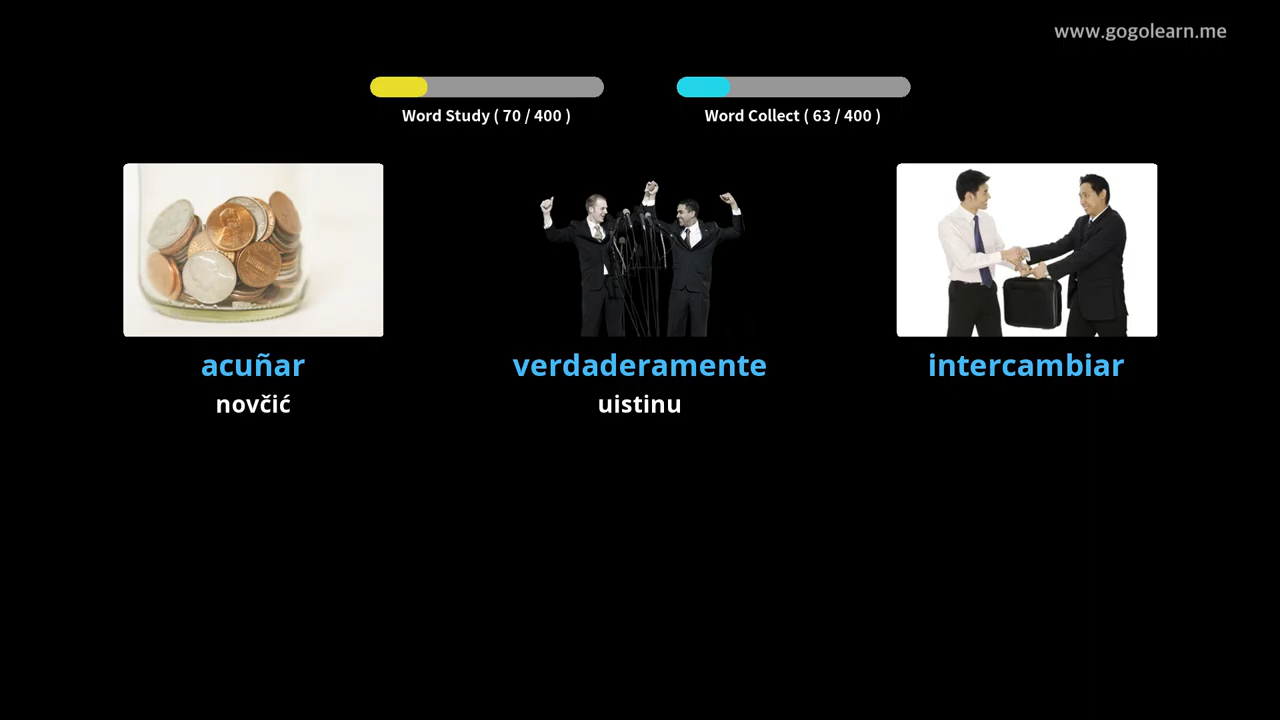 www.gogolearn.me
Word Study ( 70 / 400 )
Word Collect ( 63 / 400 )
acuñar
verdaderamente
intercambiar
novčić
uistinu